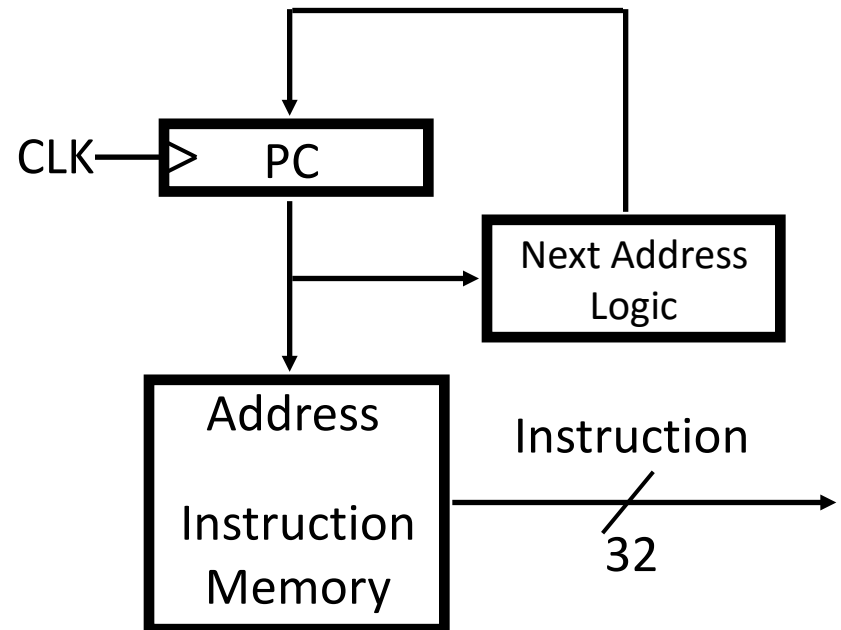 CLK
PC
Next Address
Logic
Address
Instruction
Instruction
Memory
32